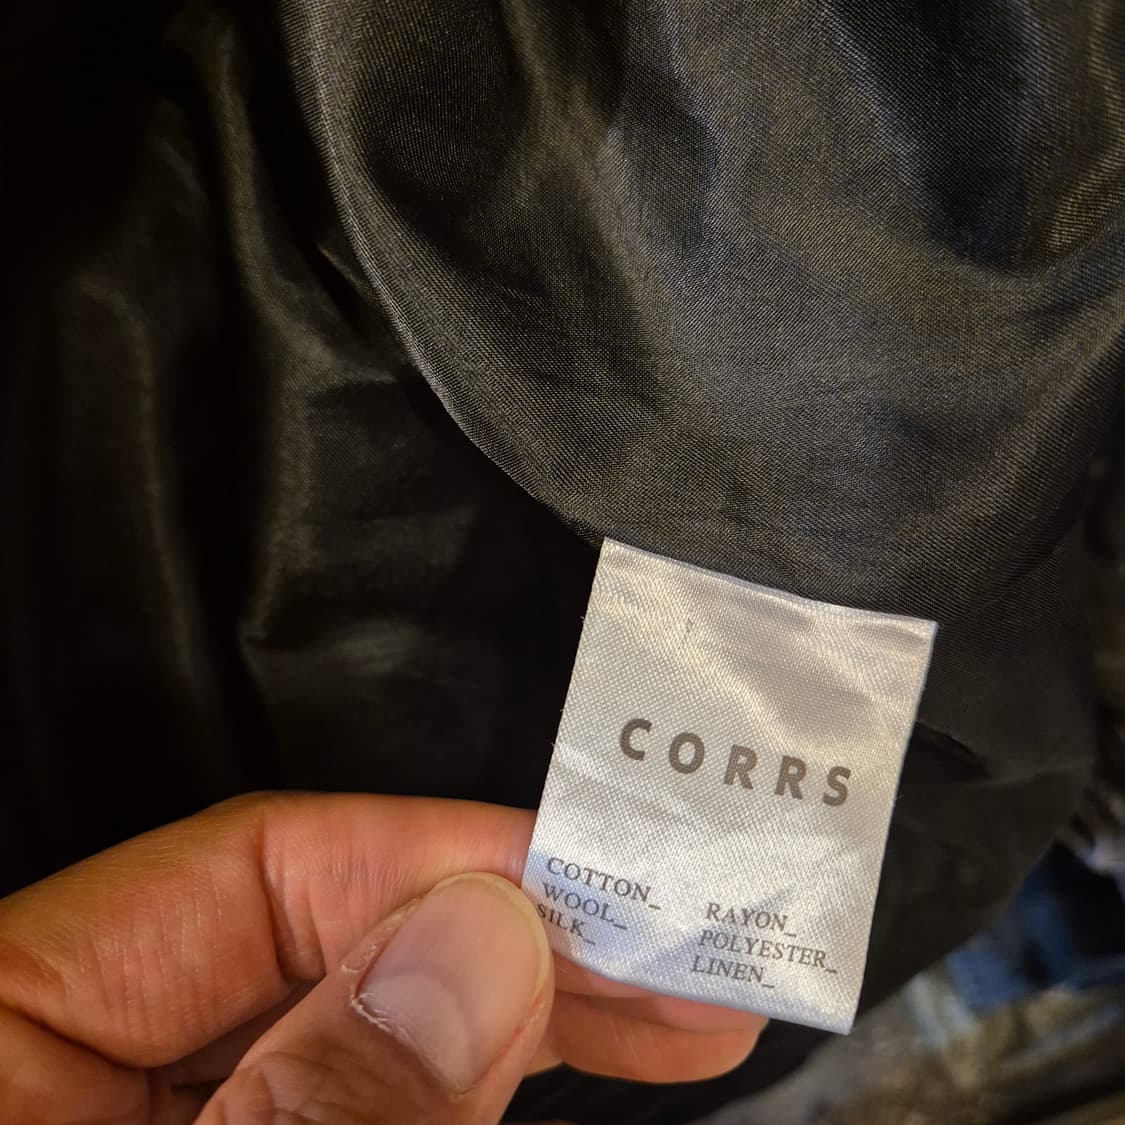 CORRS
COTTON_
WOOL_
SILK_
RAYON_
POLYESTER_
LINEN_